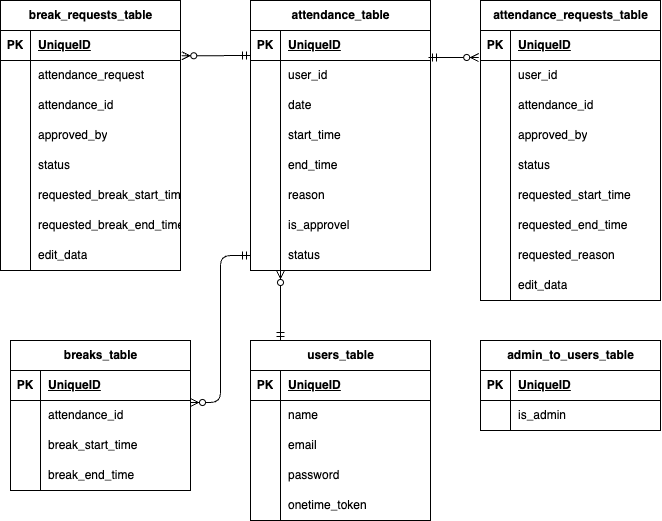 break_requests_table
PK UniqueID
attendance_request
attendance_id
approved_by
status
requested_break_start_tim
requested_break_end_time
edit_data
attendance_table
PK UniqueID
user_id
date
start_time
end_time
reason
is_approvel
status
attendance_requests_table
PK UniqueID
user_id
attendance_id
approved_by
status
requested_start_time
requested_end_time
requested_reason
edit_data
breaks_table
PK UniqueID
attendance_id
break_start_time
break_end_time
users_table
PK UniqueID
name
email
password
onetime_token
admin_to_users_table
PK UniqueID
is_admin